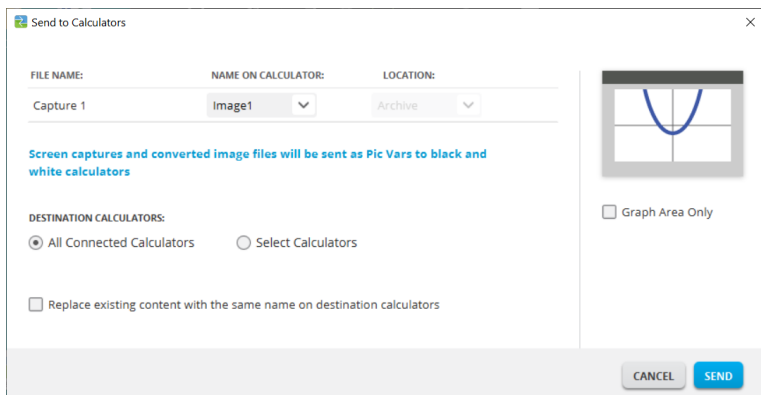 Send to Calculators
FILE NAME: NAME ON CALCULATOR: LOCATION:
Capture 1 Image1 Archive
Screen captures and converted image files will be sent as Pic Vars to black and
white calculators
Graph Area Only
DESTINATION CALCULATORS:
All Connected Calculators Select Calculators
Replace existing content with the same name on destination calculators
CANCEL SEND